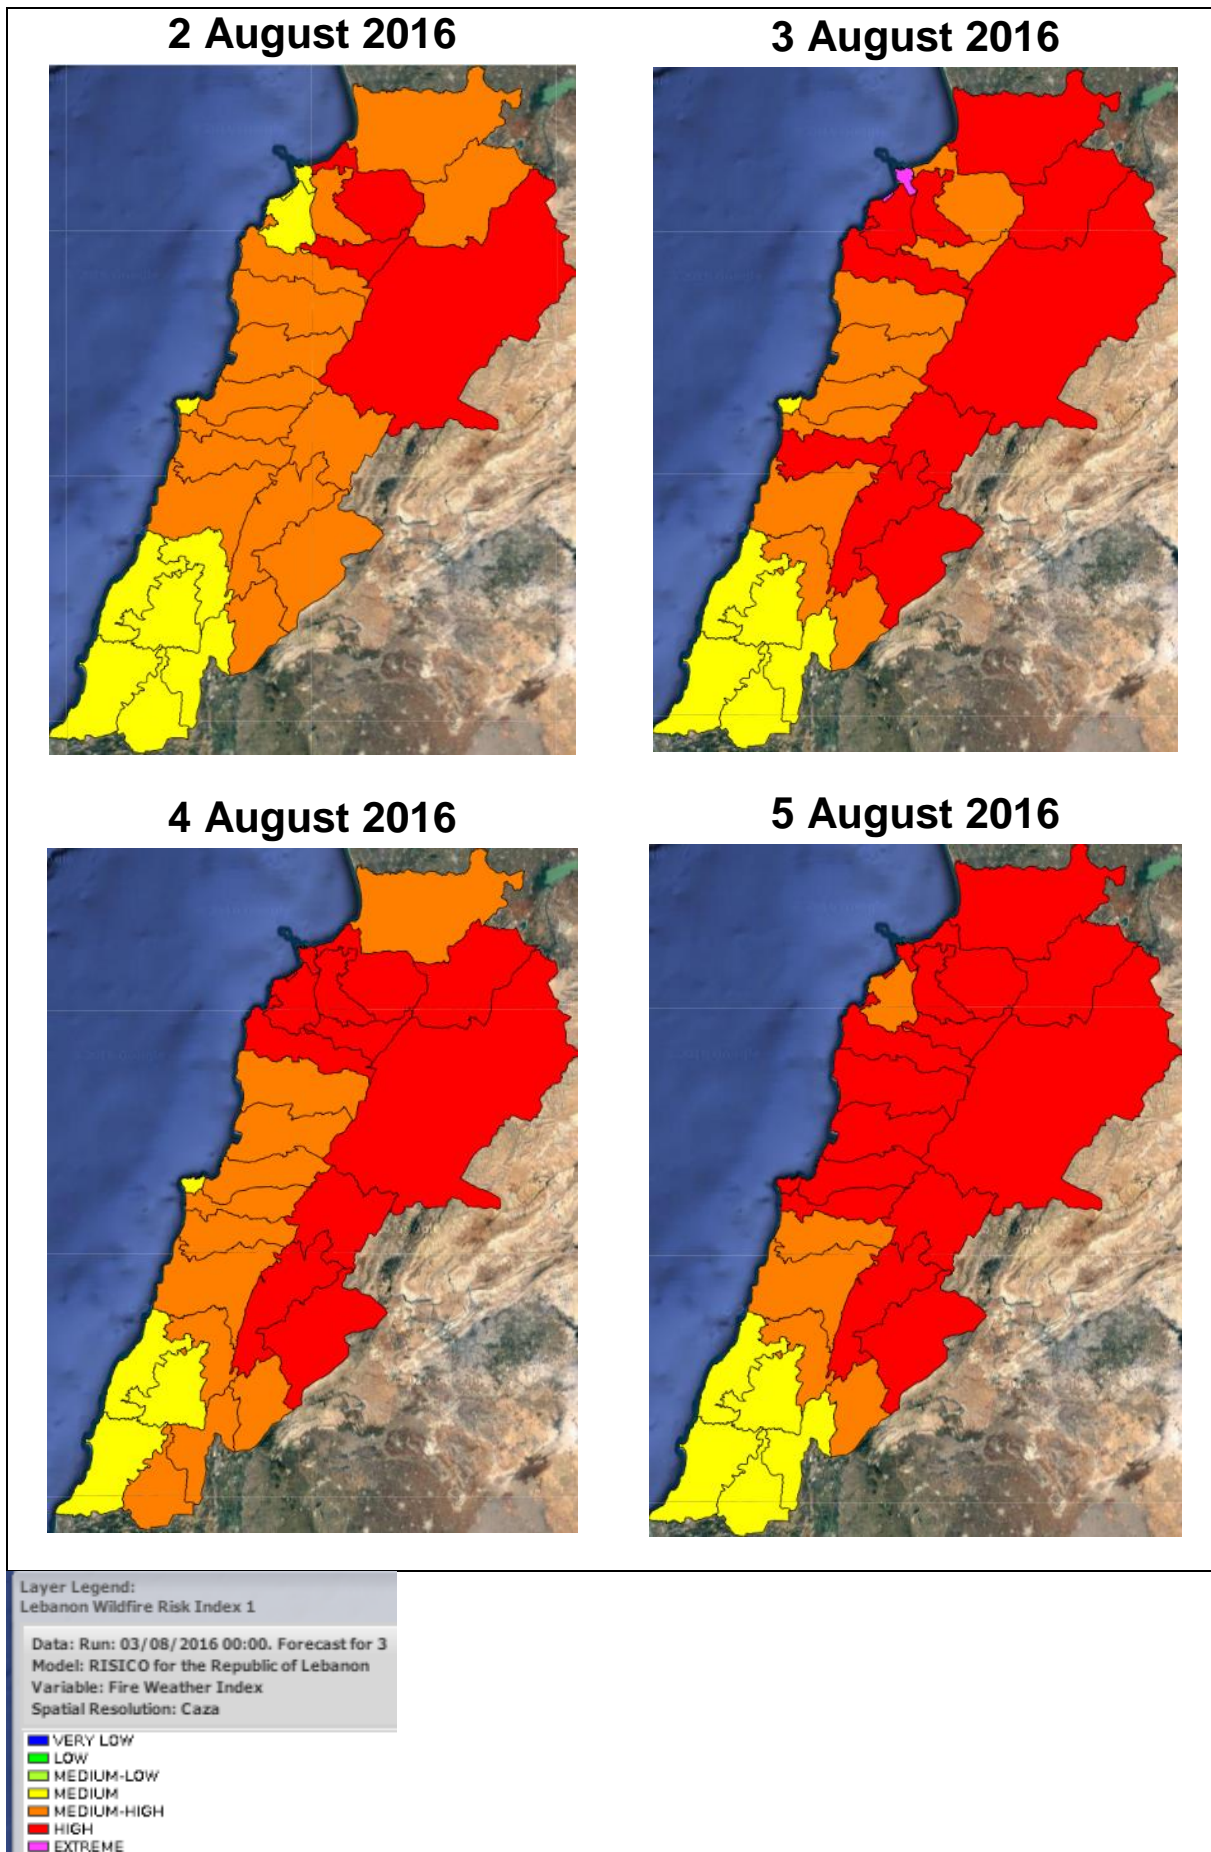 2 August 2016
3 August 2016
4 August 2016
5 August 2016
Layer Legend:
Lebanon Wildfire Risk Index 1
Data: Run: 03/08/2016 00:00. Forecast for 3
Model: RISICO for the Republic of Lebanon
Variable: Fire Weather Index
Spatial Resolution: Caza
VERY LOW
LOW
MEDIUM-LOW
MEDIUM
MEDIUM-HIGH
HIGH
EXTREME